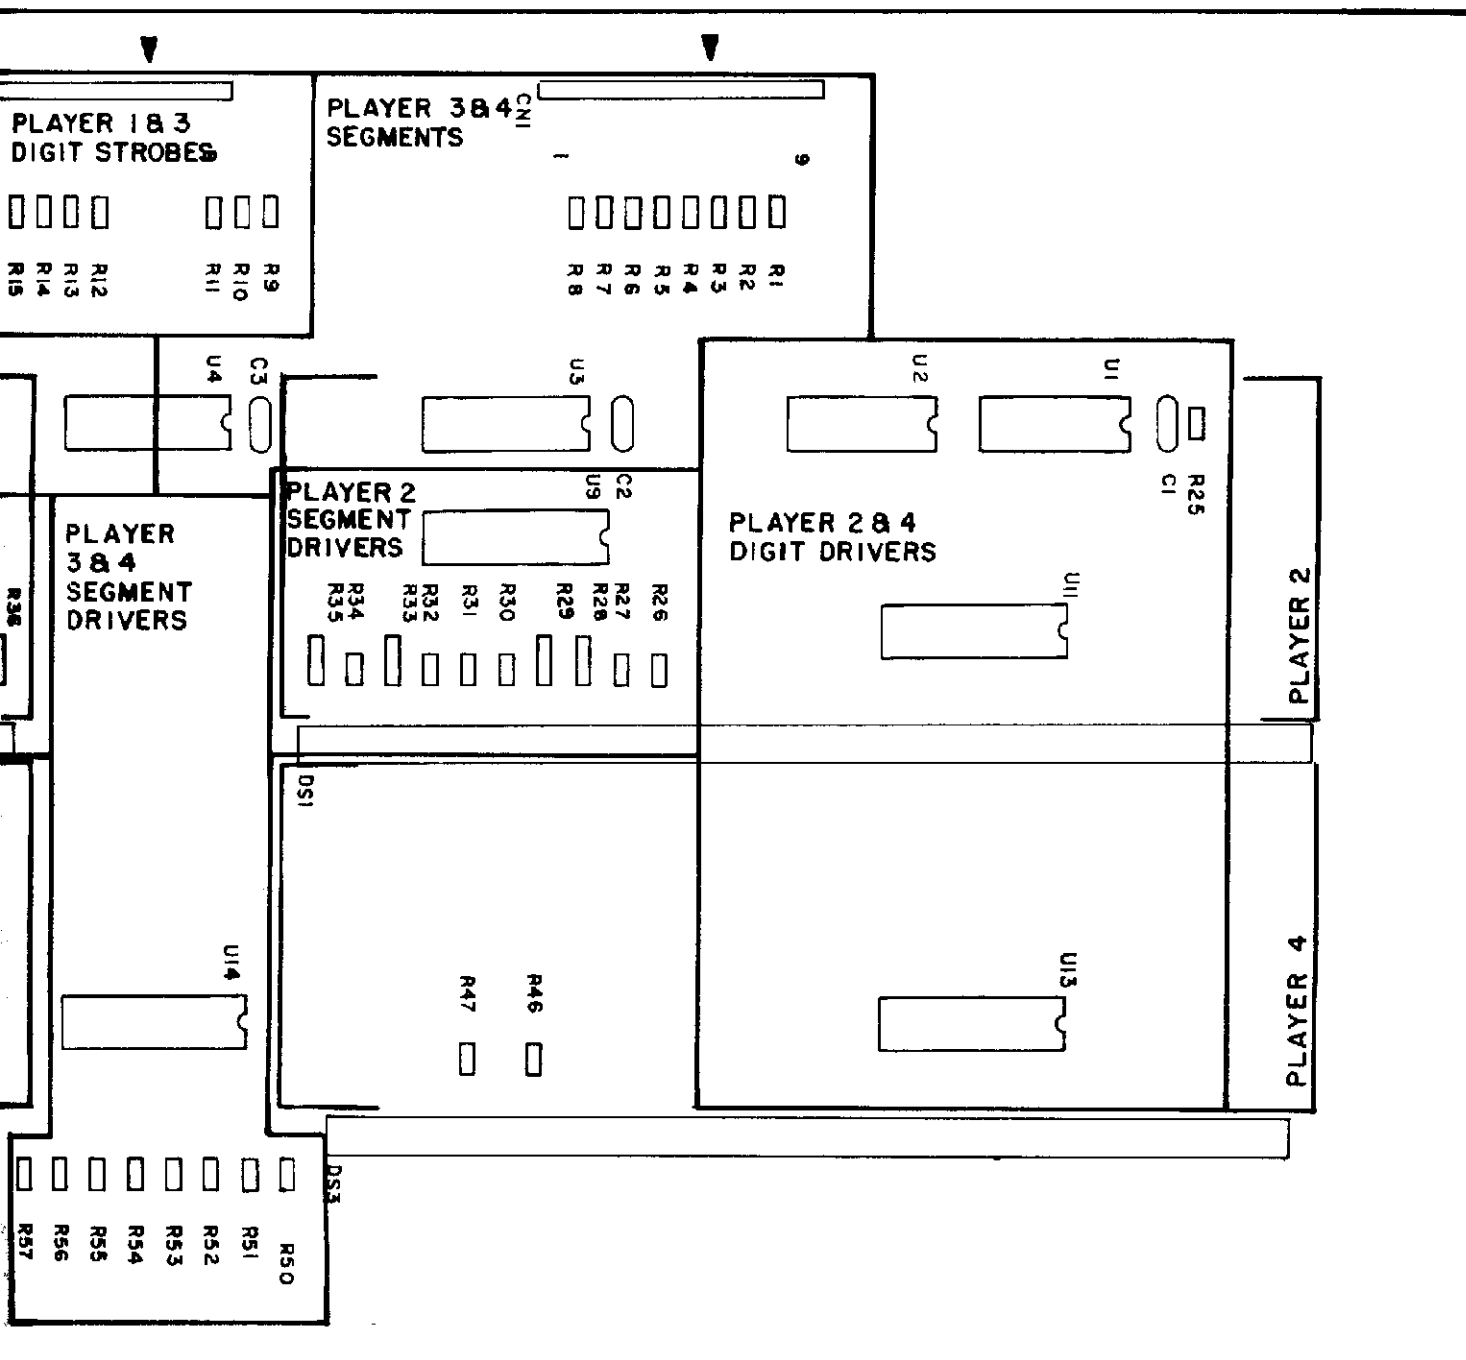 PLAYER 1 & 3
DIGIT STROBES
PLAYER 3 & 4
SEGMENTS
CN1
1
9
R15
R14
R13
R12
R11
R10
R9
R8
R7
R6
R5
R4
R3
R2
R1
U4
C3
U3
U2
U1
PLAYER 2
SEGMENT
DRIVERS
U9
C2
C1
R25
PLAYER
3 & 4
SEGMENT
DRIVERS
PLAYER 2 & 4
DIGIT DRIVERS
R36
R35
R34
R33
R32
R31
R30
R29
R28
R27
R26
U11
PLAYER 2
DS1
U14
R47
R46
U13
PLAYER 4
DS3
R57
R56
R55
R54
R53
R52
R51
R50